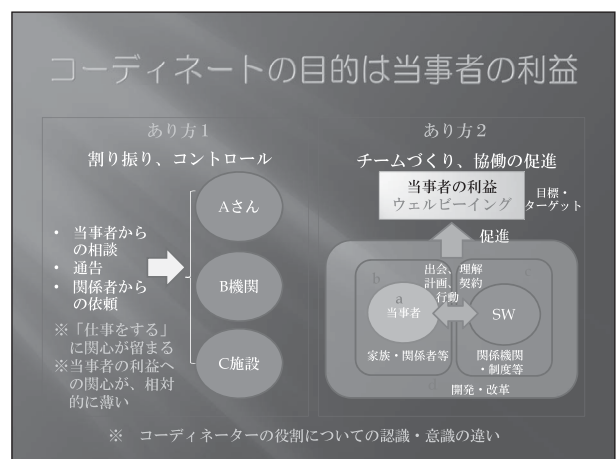 コーディネートの目的は当事者の利益
あり方1
割り振り、コントロール
・ 当事者から
の相談
・ 通告
・ 関係者から
の依頼
※「仕事をする」
に関心が留まる
※当事者の利益へ
の関心が、相対
的に薄い
Aさん
B機関
C施設
あり方2
チームづくり、協働の促進
当事者の利益
ウェルビーイング
目標・
ターゲット
促進
b
c
出会、理解
計画、契約
行動
a
当事者
SW
家族・関係者等
関係機関
・制度等
d
開発・改革
※ コーディネーターの役割についての認識・意識の違い